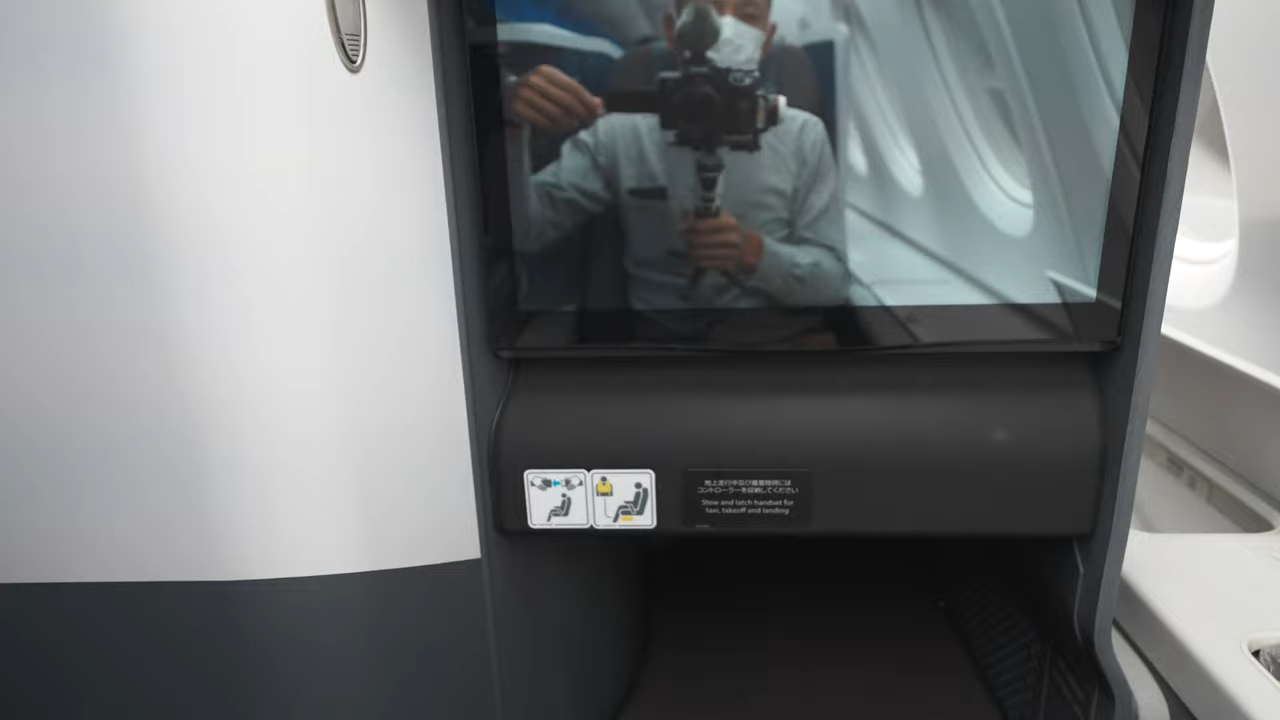 地上走行中及び離着陸時には
コントローラーを収納してください
Stow and latch handset for
taxi, takeoff and landing